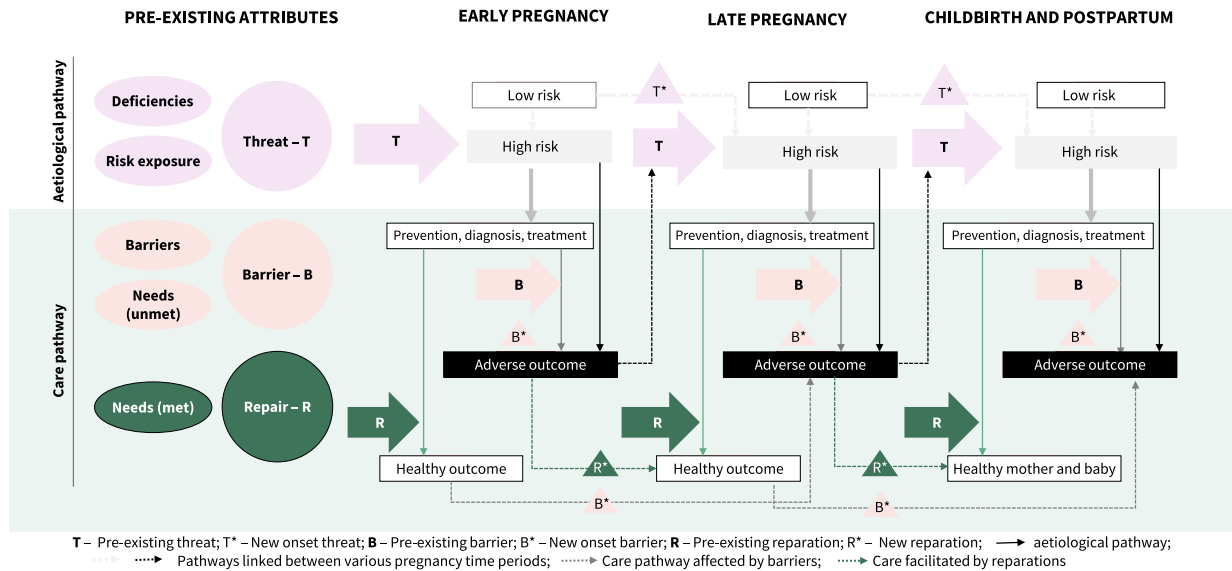 PRE-EXISTING ATTRIBUTES
EARLY PREGNANCY
LATE PREGNANCY
CHILDBIRTH AND POSTPARTUM
Aetiological pathway
Deficiencies
Risk exposure
Threat – T
T
Low risk
High risk
T*
T
Low risk
High risk
T*
T
Low risk
High risk
Care pathway
Barriers
Needs
(unmet)
Barrier – B
Prevention, diagnosis, treatment
B
B*
Adverse outcome
Prevention, diagnosis, treatment
B
B*
Adverse outcome
Prevention, diagnosis, treatment
B
B*
Adverse outcome
Needs (met)
Repair – R
R
Healthy outcome
R*
B*
R
Healthy outcome
R*
B*
R
Healthy mother and baby
T – Pre-existing threat; T* – New onset threat; B – Pre-existing barrier; B* – New onset barrier; R – Pre-existing reparation; R* – New reparation; aetiological pathway;
Pathways linked between various pregnancy time periods; Care pathway affected by barriers; Care facilitated by reparations